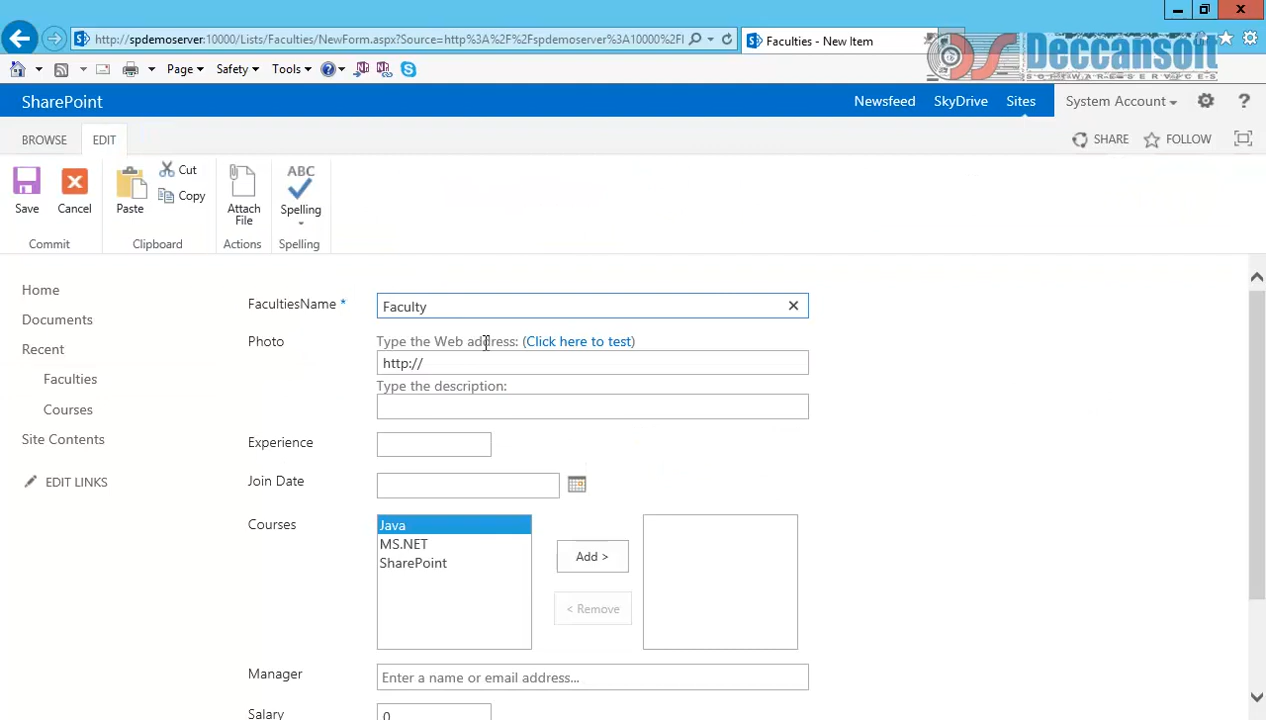 http://spdemoserver:10000/Lists/Faculties/NewForm.aspx?Source=http%3A%2F%2Fspdemoserver%3A10000%2Fl
Faculties - New Item
Deccansoft
SOFTWARE SERVICES
Page
Safety
Tools
SharePoint
Newsfeed
SkyDrive
Sites
System Account
?
BROWSE
EDIT
SHARE
FOLLOW
Save
Cancel
Paste
Cut
Copy
Attach
File
ABC
Spelling
Commit
Clipboard
Actions
Spelling
Home
Documents
Recent
Faculties
Courses
Site Contents
EDIT LINKS
FacultiesName *
Faculty
Photo
Type the Web address: (Click here to test)
http://
Type the description:
Experience
Join Date
Courses
Java
MS.NET
SharePoint
Add >
< Remove
Manager
Enter a name or email address...
Salary
0